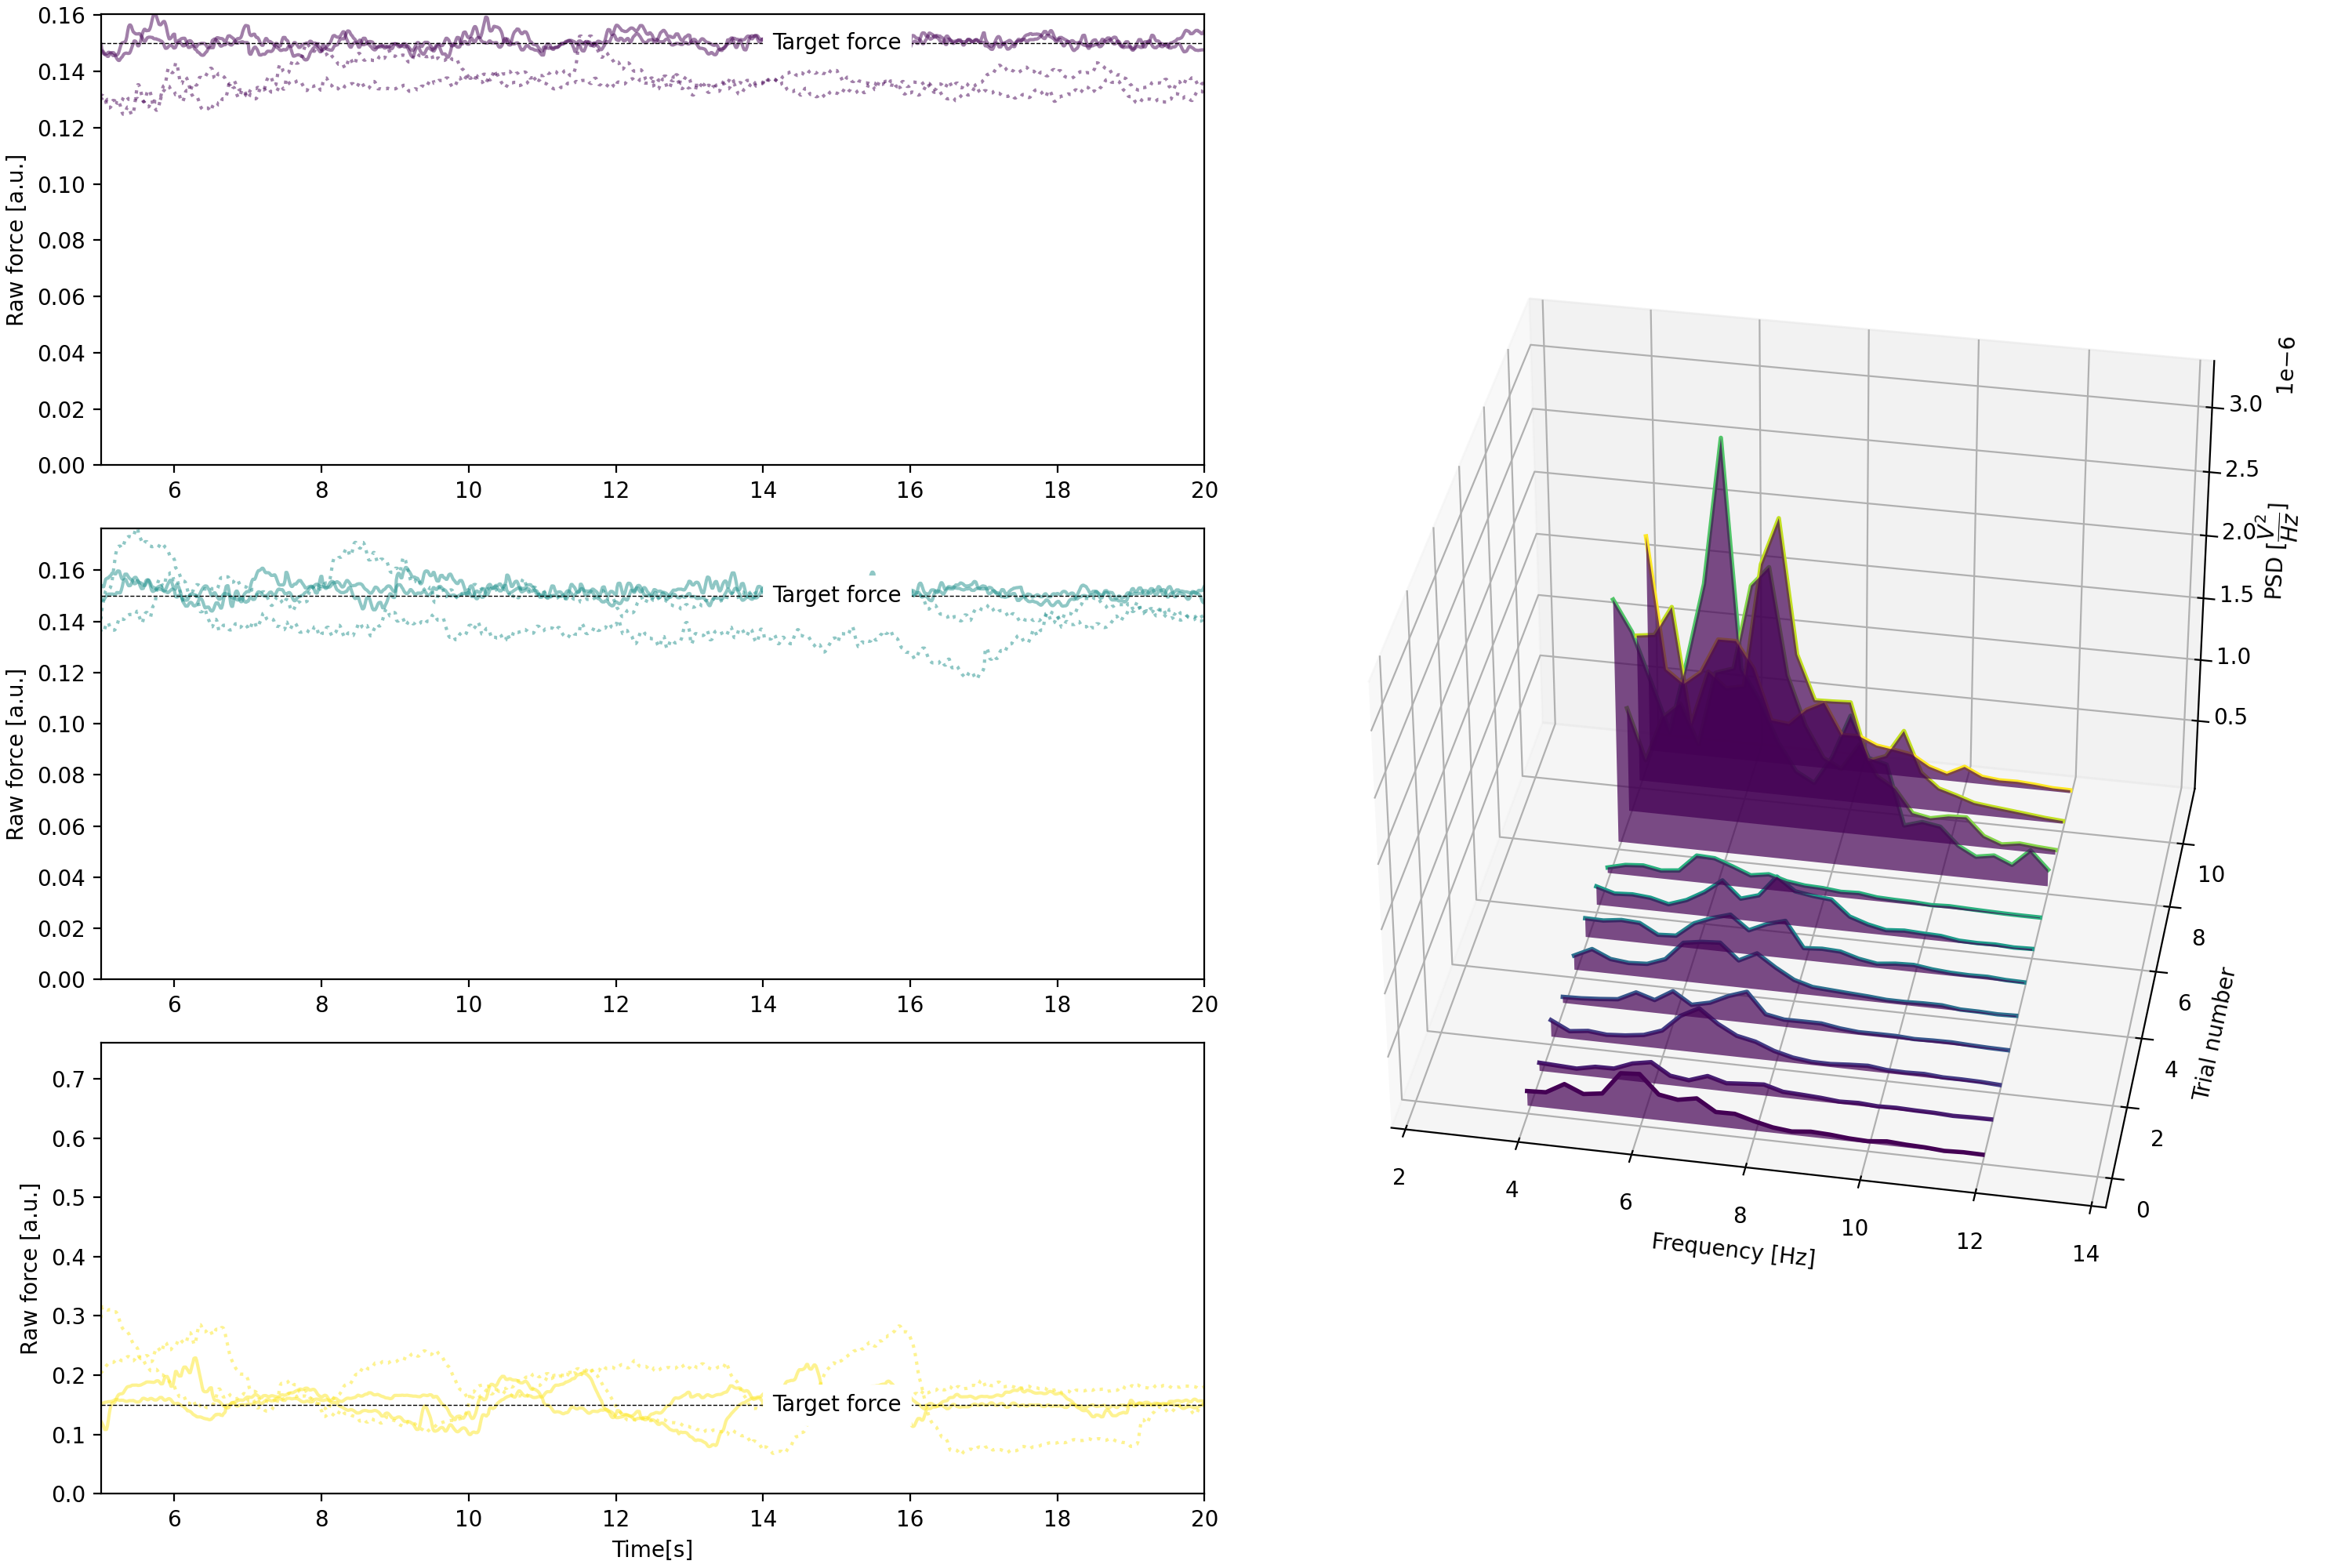 0.16
0.14
0.12
0.10
0.08
0.06
0.04
0.02
0.00
Raw force [a.u.]
Target force
6 8 10 12 14 16 18 20
0.16
0.14
0.12
0.10
0.08
0.06
0.04
0.02
0.00
Raw force [a.u.]
Target force
6 8 10 12 14 16 18 20
0.7
0.6
0.5
0.4
0.3
0.2
0.1
0.0
Raw force [a.u.]
Target force
6 8 10 12 14 16 18 20
Time[s]
1e−6
3.0
2.5
2.0
1.5
1.0
0.5
PSD [V²/Hz]
10
8
6
4
2
0
Trial number
2 4 6 8 10 12 14
Frequency [Hz]